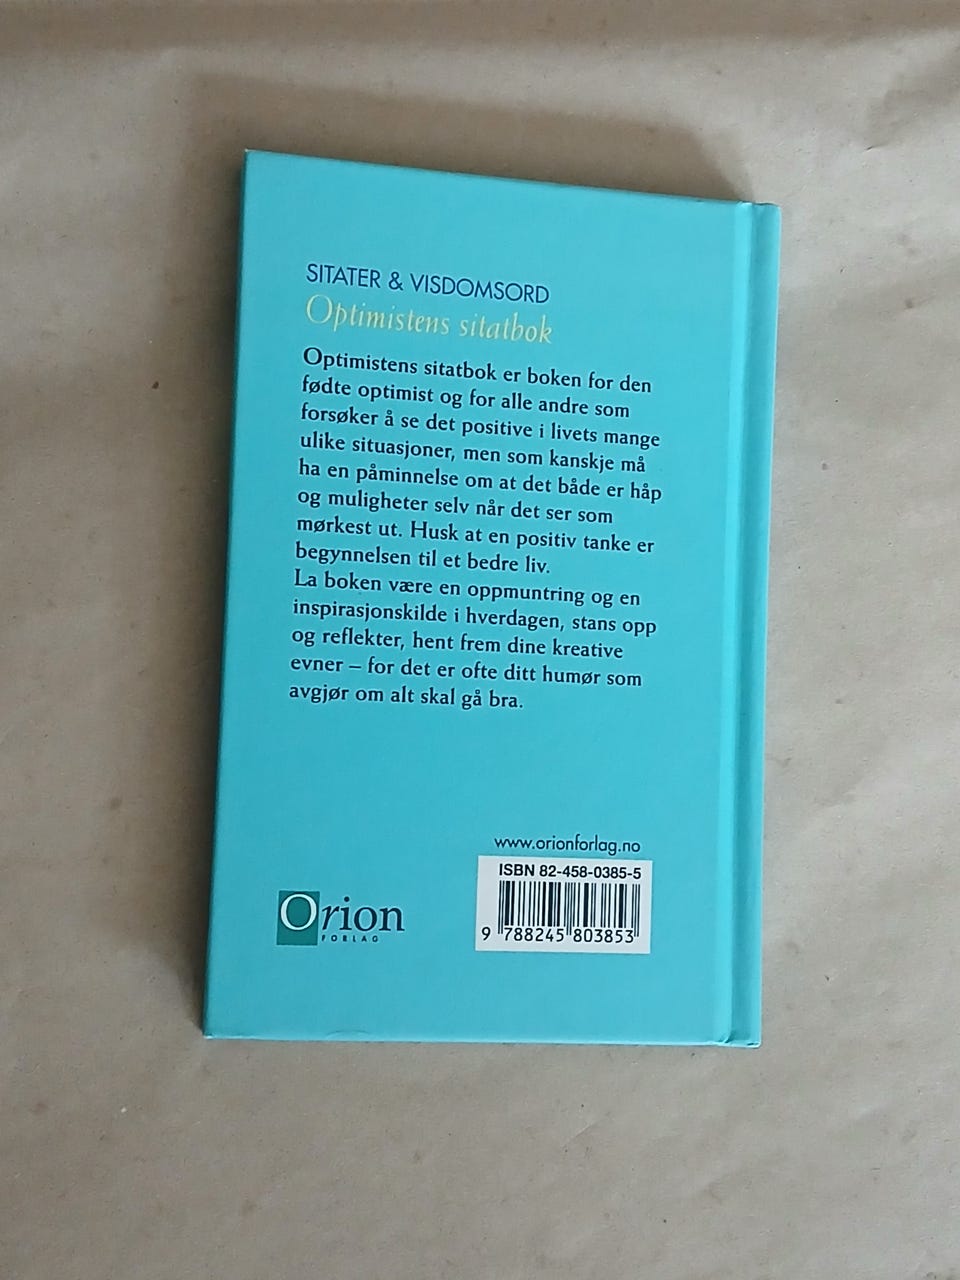 SITATER & VISDOMSORD
Optimistens sitatbok
Optimistens sitatbok er boken for den
fødte optimist og for alle andre som
forsøker å se det positive i livets mange
ulike situasjoner, men som kanskje må
ha en påminnelse om at det både er håp
og muligheter selv når det ser som
mørkest ut. Husk at en positiv tanke er
begynnelsen til et bedre liv.
La boken være en oppmuntring og en
inspirasjonskilde i hverdagen, stans opp
og reflekter, hent frem dine kreative
evner – for det er ofte ditt humør som
avgjør om alt skal gå bra.
www.orionforlag.no
ISBN 82-458-0385-5
9 788245 803853
Orion
FORLAG